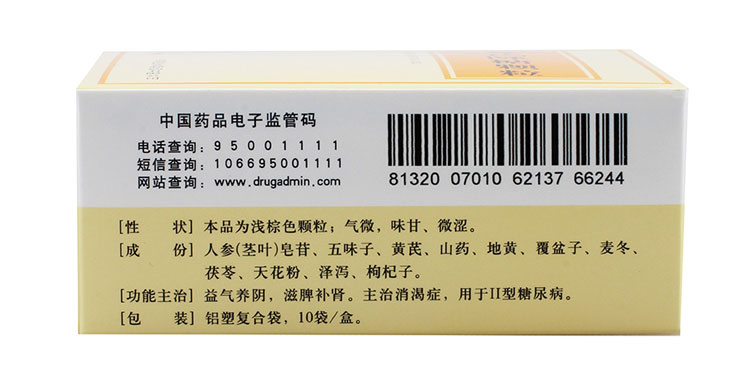 中国药品电子监管码
电话查询：95001111
短信查询：106695001111
网站查询：www.drugadmin.com
81320 07010 62137 66244
[性　　状] 本品为浅棕色颗粒；气微，味甘、微涩。
[成　　份] 人参(茎叶)皂苷、五味子、黄芪、山药、地黄、覆盆子、麦冬、
茯苓、天花粉、泽泻、枸杞子。
[功能主治] 益气养阴，滋脾补肾。主治消渴症，用于II型糖尿病。
[包　　装] 铝塑复合袋，10袋/盒。